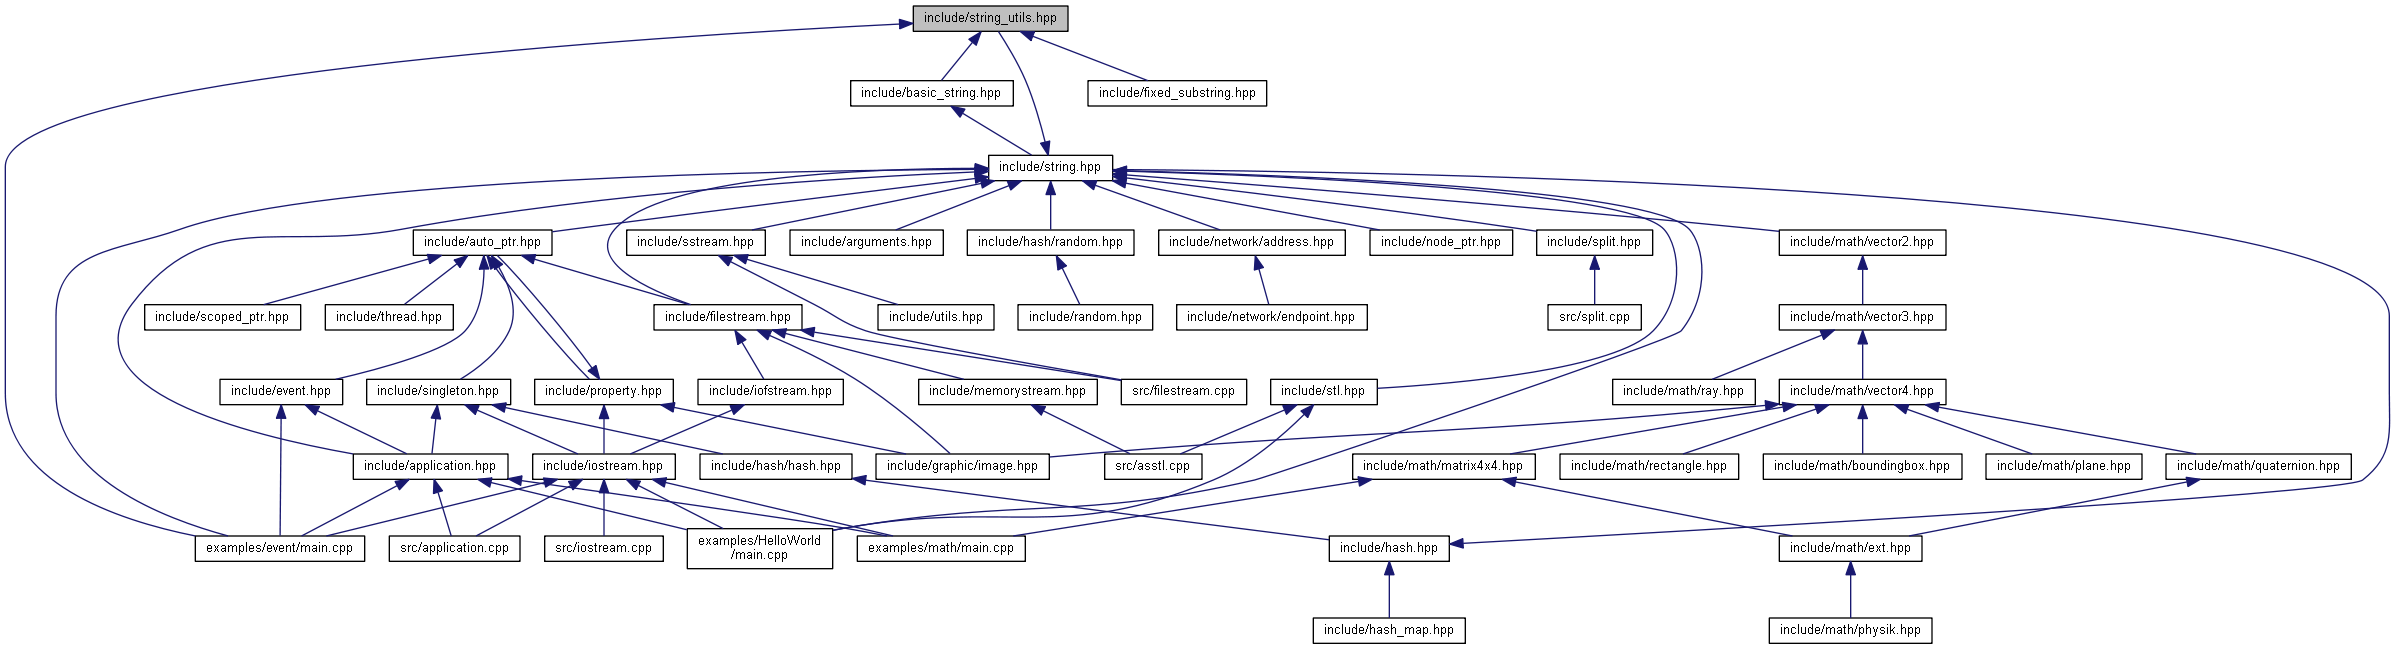 include/string_utils.hpp
include/basic_string.hpp
include/fixed_substring.hpp
include/string.hpp
include/auto_ptr.hpp
include/sstream.hpp
include/arguments.hpp
include/hash/random.hpp
include/network/address.hpp
include/node_ptr.hpp
include/split.hpp
include/math/vector2.hpp
include/scoped_ptr.hpp
include/thread.hpp
include/filestream.hpp
include/utils.hpp
include/random.hpp
include/network/endpoint.hpp
src/split.cpp
include/math/vector3.hpp
include/event.hpp
include/singleton.hpp
include/property.hpp
include/iofstream.hpp
include/memorystream.hpp
src/filestream.cpp
include/stl.hpp
include/math/ray.hpp
include/math/vector4.hpp
include/application.hpp
include/iostream.hpp
include/hash/hash.hpp
include/graphic/image.hpp
src/asstl.cpp
include/math/matrix4x4.hpp
include/math/rectangle.hpp
include/math/boundingbox.hpp
include/math/plane.hpp
include/math/quaternion.hpp
examples/event/main.cpp
src/application.cpp
src/iostream.cpp
examples/HelloWorld
/main.cpp
examples/math/main.cpp
include/hash.hpp
include/math/ext.hpp
include/hash_map.hpp
include/math/physik.hpp